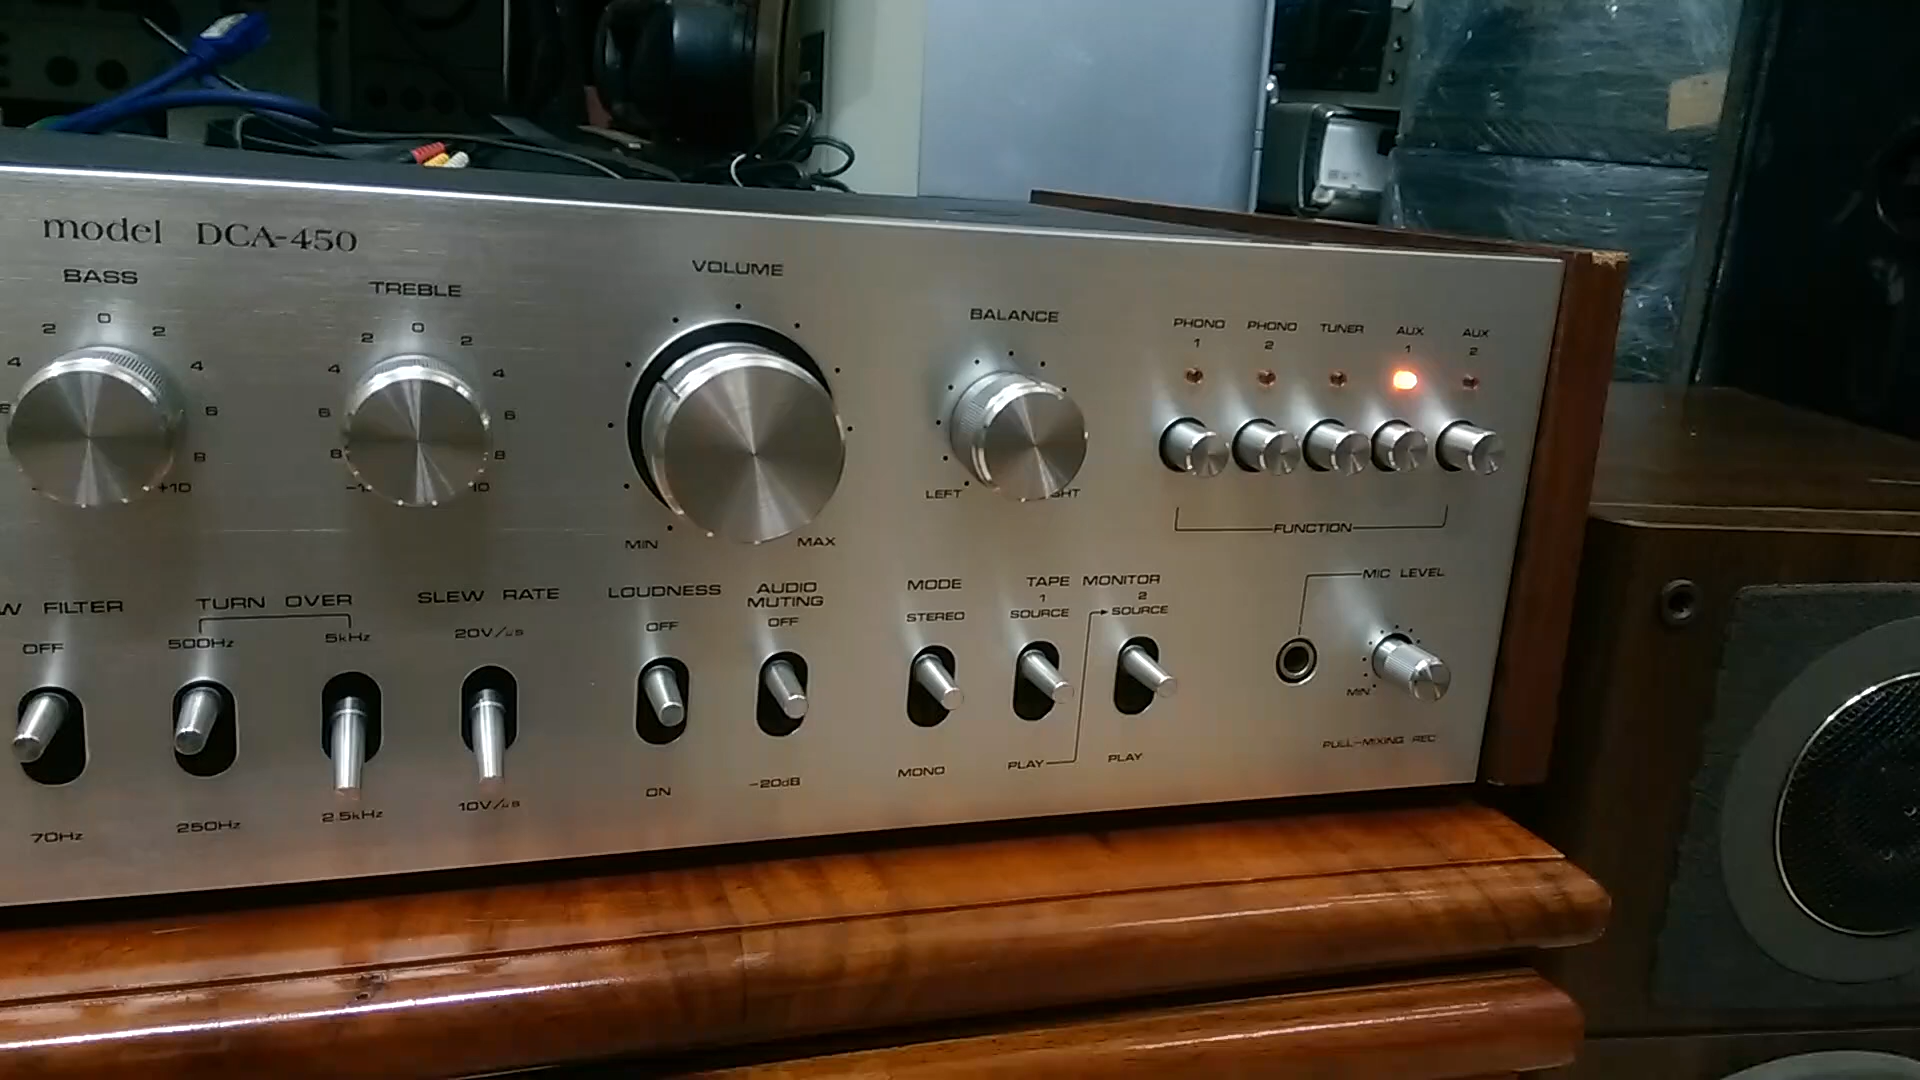 model DCA-450
BASS
TREBLE
VOLUME
BALANCE
PHONO 1
PHONO 2
TUNER
AUX 1
AUX 2
2 0 2
4 4
8 6
8
+10
2 0 2
4 4
6 6
8 8
10
MIN MAX
LEFT
FUNCTION
FILTER
OFF
70Hz
TURN OVER
500Hz 5kHz
250Hz 2.5kHz
SLEW RATE
20V/µs
10V/µs
LOUDNESS
OFF
ON
AUDIO
MUTING
OFF
-20dB
MODE
STEREO
MONO
TAPE MONITOR
1 2
SOURCE SOURCE
PLAY PLAY
MIC LEVEL
MIN
PULL-MIXING REC